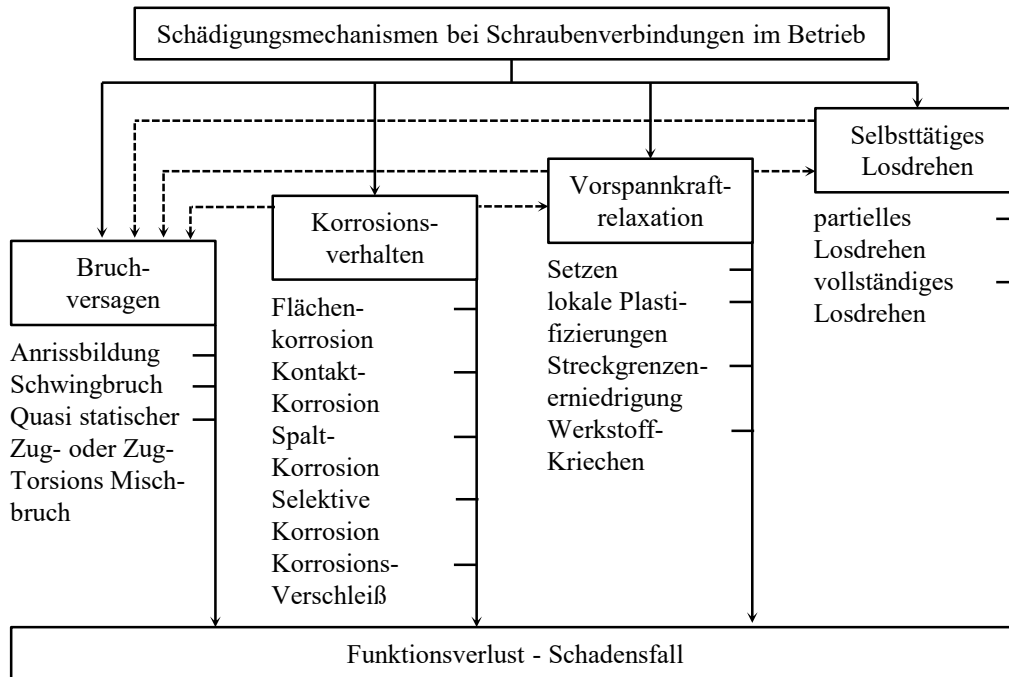 Schädigungsmechanismen bei Schraubenverbindungen im Betrieb
Bruch-
versagen
Anrissbildung
Schwingbruch
Quasi statischer
Zug- oder Zug-
Torsions Misch-
bruch
Korrosions-
verhalten
Flächen-
korrosion
Kontakt-
Korrosion
Spalt-
Korrosion
Selektive
Korrosion
Korrosions-
Verschleiß
Vorspannkraft-
relaxation
Setzen
lokale Plasti-
fizierungen
Streckgrenzen-
erniedrigung
Werkstoff-
Kriechen
Selbsttätiges
Losdrehen
partielles
Losdrehen
vollständiges
Losdrehen
Funktionsverlust - Schadensfall